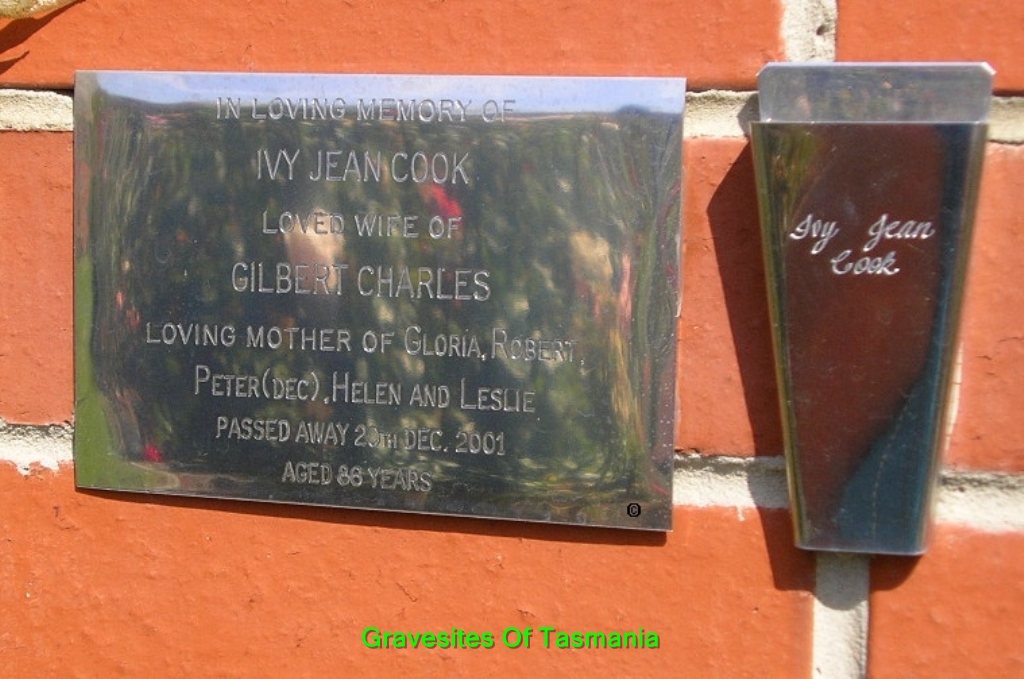 IN LOVING MEMORY OF
IVY JEAN COOK
LOVED WIFE OF
GILBERT CHARLES
LOVING MOTHER OF GLORIA, ROBERT,
PETER(DEC), HELEN AND LESLIE
PASSED AWAY 29TH DEC. 2001
AGED 86 YEARS
©
Ivy Jean
Cook
Gravesites Of Tasmania